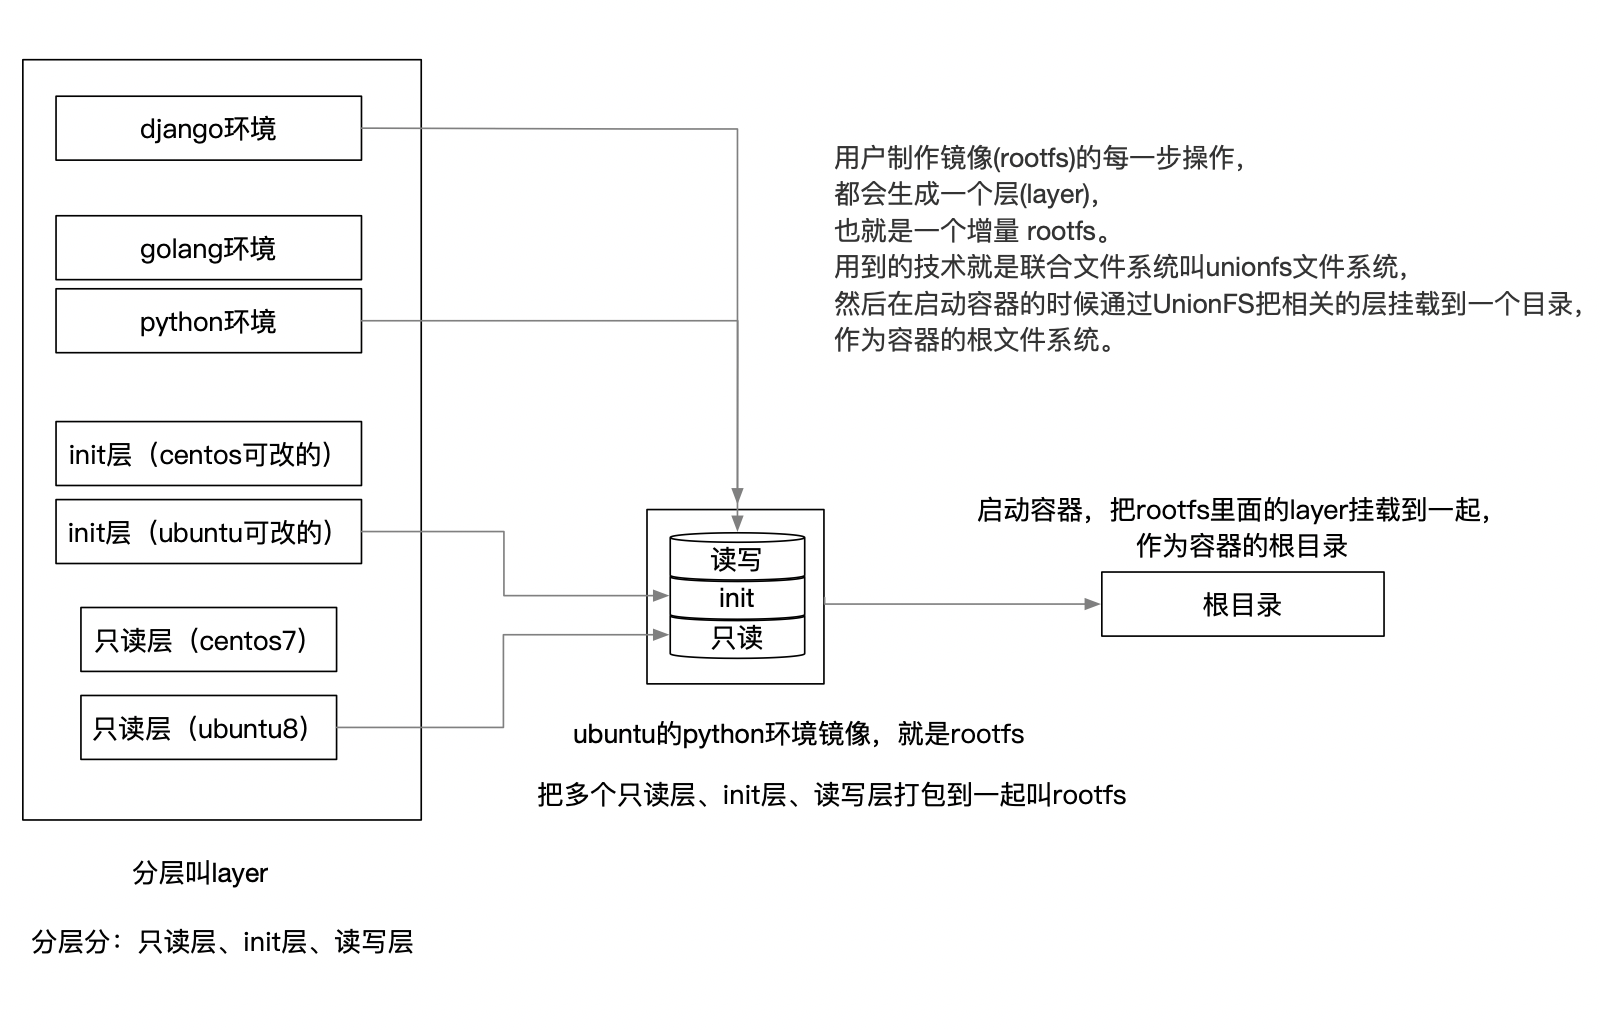 django环境
golang环境
python环境
init层（centos可改的）
init层（ubuntu可改的）
只读层（centos7）
只读层（ubuntu8）
分层叫layer
分层分：只读层、init层、读写层
读写
init
只读
ubuntu的python环境镜像，就是rootfs
把多个只读层、init层、读写层打包到一起叫rootfs
用户制作镜像(rootfs)的每一步操作，
都会生成一个层(layer)，
也就是一个增量 rootfs。
用到的技术就是联合文件系统叫unionfs文件系统，
然后在启动容器的时候通过UnionFS把相关的层挂载到一个目录，
作为容器的根文件系统。
启动容器，把rootfs里面的layer挂载到一起，
作为容器的根目录
根目录